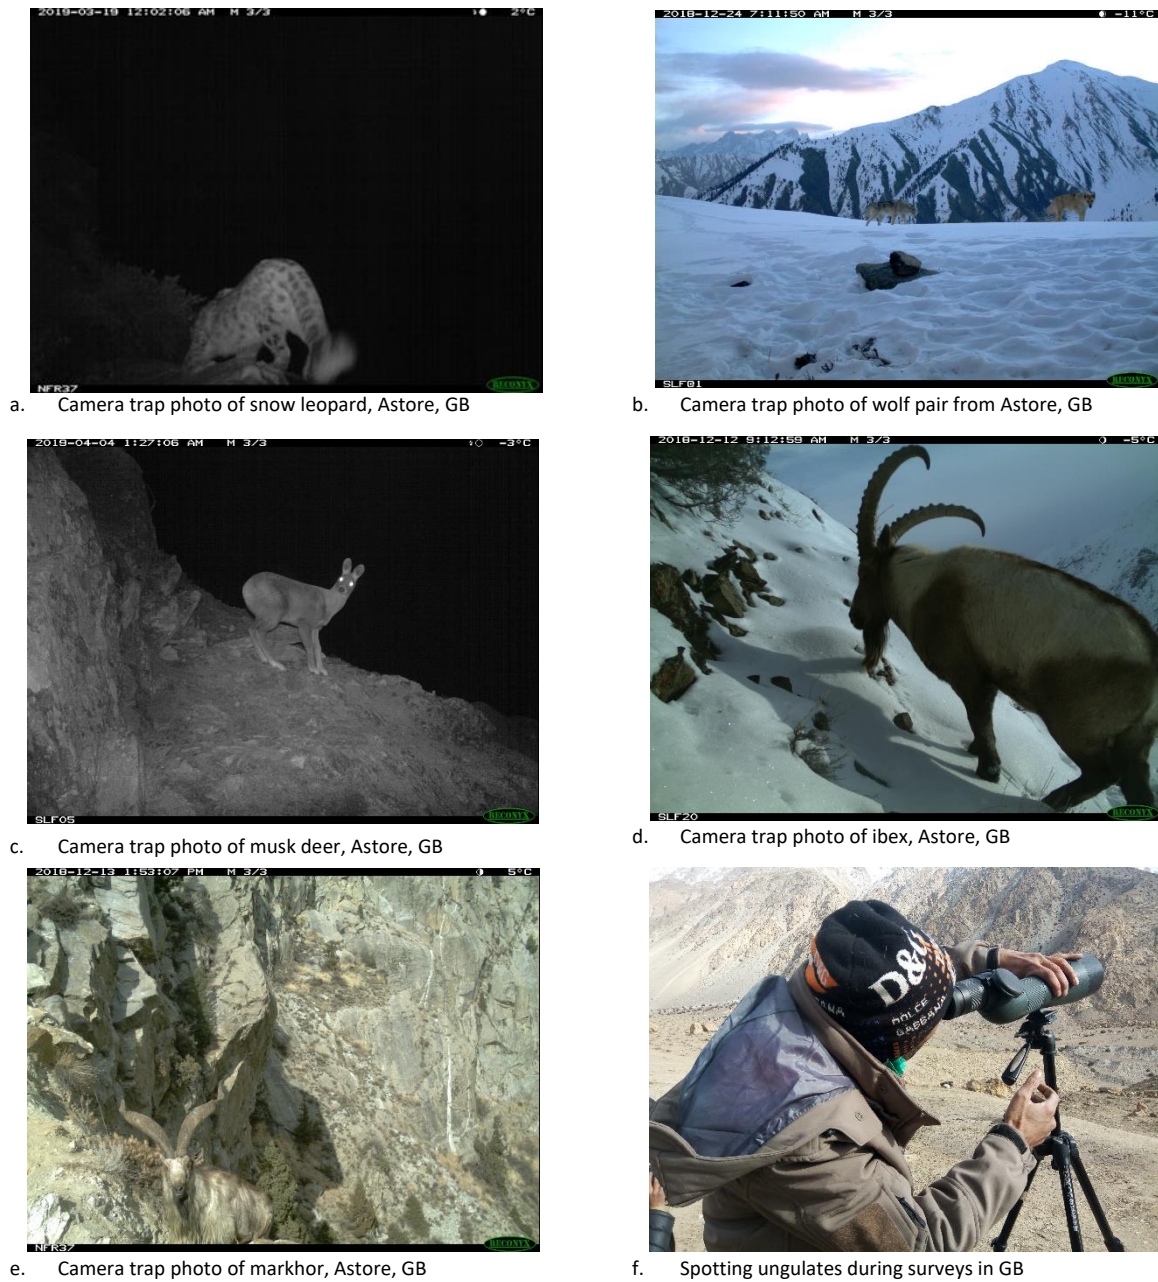 2019-03-19 12:02:06 AM M 3/3 2°C
NFR37 RECONYX
a. Camera trap photo of snow leopard, Astore, GB
2018-12-24 7:11:50 AM M 3/3 -11°C
SLF01 RECONYX
b. Camera trap photo of wolf pair from Astore, GB
2019-04-04 1:27:06 AM M 3/3 -3°C
SLF05 RECONYX
c. Camera trap photo of musk deer, Astore, GB
2018-12-12 9:12:59 AM M 3/3 -5°C
SLF20 RECONYX
d. Camera trap photo of ibex, Astore, GB
2018-12-13 1:53:07 PM M 3/3 5°C
NFR37 RECONYX
e. Camera trap photo of markhor, Astore, GB
D&G
DOLCE
GABBANA
f. Spotting ungulates during surveys in GB